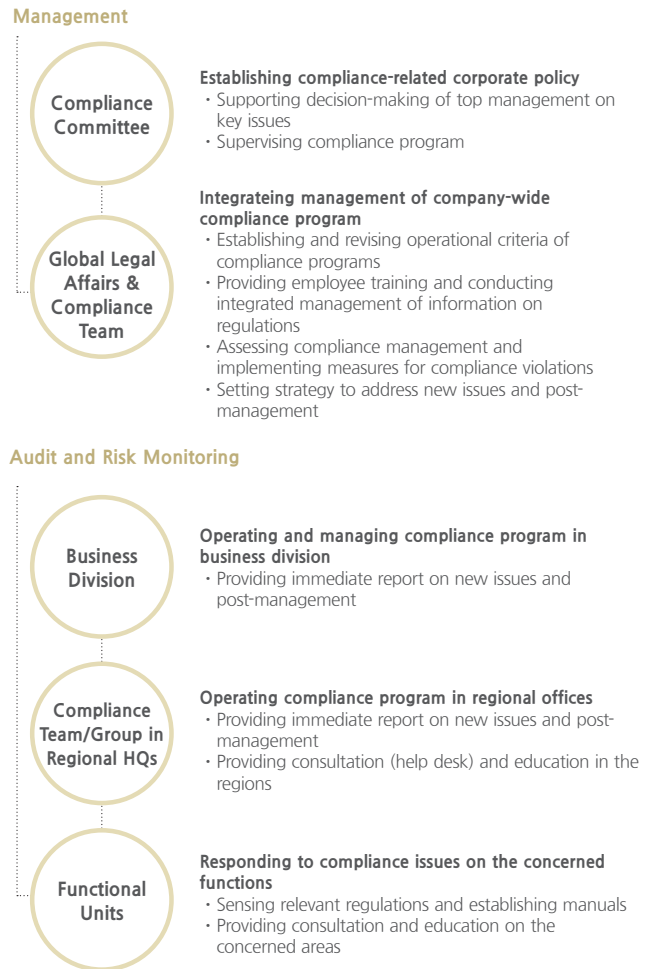 Management
Compliance
Committee
Establishing compliance-related corporate policy
・Supporting decision-making of top management on
key issues
・Supervising compliance program
Global Legal
Affairs &
Compliance
Team
Integrateing management of company-wide
compliance program
・Establishing and revising operational criteria of
compliance programs
・Providing employee training and conducting
integrated management of information on
regulations
・Assessing compliance management and
implementing measures for compliance violations
・Setting strategy to address new issues and post-
management
Audit and Risk Monitoring
Business
Division
Operating and managing compliance program in
business division
・Providing immediate report on new issues and
post-management
Compliance
Team/Group in
Regional HQs
Operating compliance program in regional offices
・Providing immediate report on new issues and post-
management
・Providing consultation (help desk) and education in the
regions
Functional
Units
Responding to compliance issues on the concerned
functions
・Sensing relevant regulations and establishing manuals
・Providing consultation and education on the
concerned areas